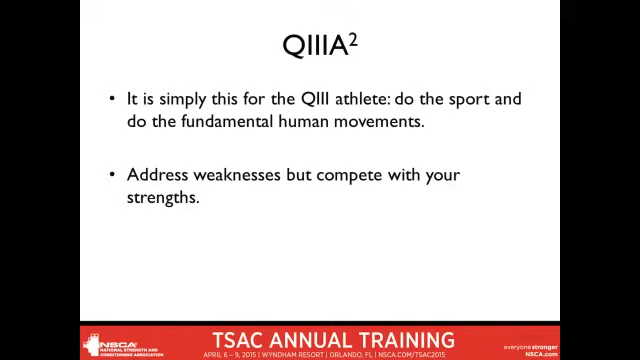 QIIIA²
• It is simply this for the QIII athlete: do the sport and
do the fundamental human movements.
• Address weaknesses but compete with your
strengths.
NSCA
NATIONAL STRENGTH AND
CONDITIONING ASSOCIATION
TSAC ANNUAL TRAINING
APRIL 6 – 9, 2015 | WYNDHAM RESORT | ORLANDO, FL | NSCA.COM/TSAC2015
everyone stronger
NSCA.com